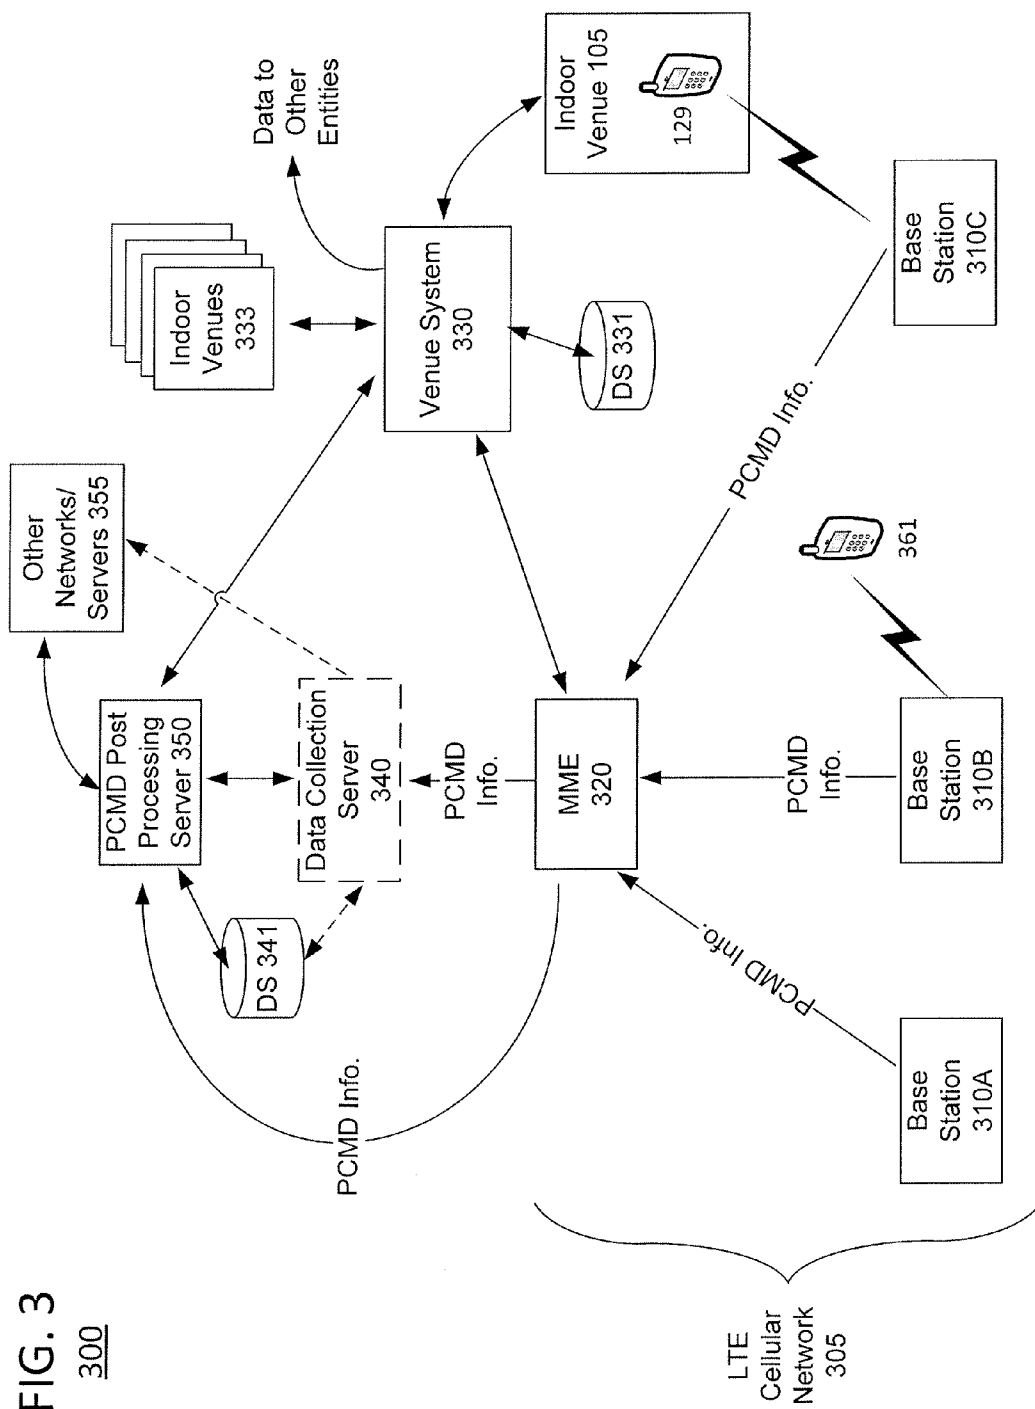 FIG. 3
300
Other
Networks/
Servers 355
Indoor
Venues
333
Data to
Other
Entities
PCMD Post
Processing
Server 350
DS 341
Data Collection
Server
340
Venue System
330
DS 331
Indoor
Venue 105
129
PCMD Info.
PCMD
Info.
MME
320
PCMD Info.
PCMD Info.
PCMD
Info.
361
LTE
Cellular
Network
305
Base
Station
310A
Base
Station
310B
Base
Station
310C